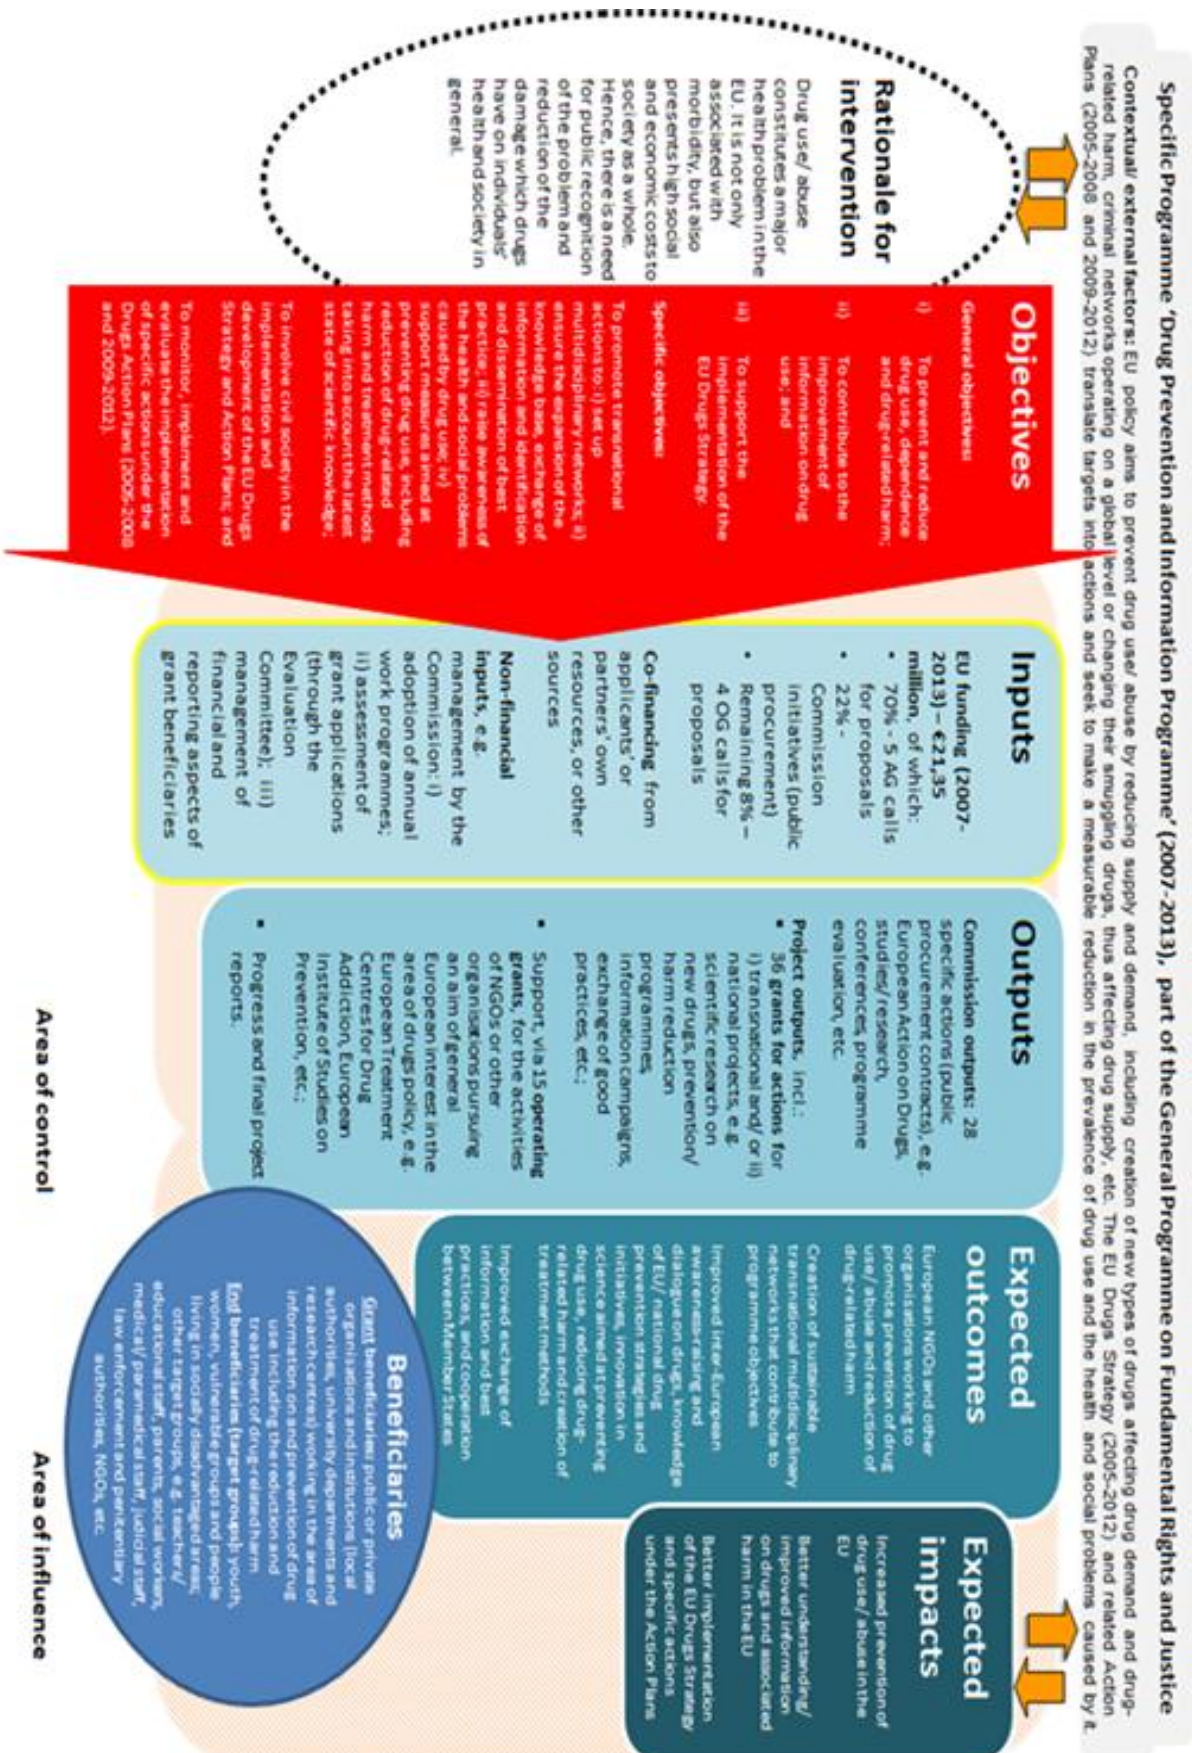 Specific Programme 'Drug Prevention and Information Programme' (2007-2013), part of the General Programme on Fundamental Rights and Justice
Contextual/ external factors: EU policy aims to prevent drug use/ abuse by reducing supply and demand, including creation of new types of drugs affecting drug demand and drug-
related harm, criminal networks operating on a global level or changing their smuggling drugs, thus affecting drug supply, etc. The EU Drugs Strategy (2005-2012) and related Action
Plans (2005-2008 and 2009-2012) translate targets into actions and seek to make a measurable reduction in the prevalence of drug use and the health and social problems caused by it.
Rationale for
intervention
Drug use/ abuse
constitutes a major
health problem in the
EU. It is not only
associated with
morbidity, but also
presents high social
and economic costs to
society as a whole.
Hence, there is a need
for public recognition
of the problem and
reduction of the
damage which drugs
have on individuals'
health and society in
general.
Objectives
General objectives:
i) To prevent and reduce
drug use, dependence
and drug-related harm;
ii) To contribute to the
improvement of
information on drug
use; and
iii) To support the
implementation of the
EU Drugs Strategy.
Specific objectives:
To promote transnational
actions to: i) set up
multidisciplinary networks; ii)
ensure the expansion of the
knowledge base, exchange of
information and identification
and dissemination of best
practice; iii) raise awareness of
the health and social problems
caused by drug use; iv)
support measures aimed at
preventing drug use, including
reduction of drug-related
harm and treatment methods
taking into account the latest
state of scientific knowledge;
To involve civil society in the
implementation and
development of the EU Drugs
Strategy and Action Plans; and
To monitor, implement and
evaluate the implementation
of specific actions under the
Drugs Action Plans (2005-2008
and 2009-2012).
Inputs
EU funding (2007-
2013) – €21,35
million, of which:
• 70% - 5 AG calls
for proposals
• 22% -
Commission
initiatives (public
procurement)
• Remaining 8% –
4 OG calls for
proposals
Co-financing from
applicants' or
partners' own
resources, or other
sources
Non-financial
inputs, e.g.
management by the
Commission: i)
adoption of annual
work programmes;
ii) assessment of
grant applications
(through the
Evaluation
Committee); iii)
management of
financial and
reporting aspects of
grant beneficiaries
Outputs
Commission outputs: 28
specific actions (public
procurement contracts), e.g.
European Action on Drugs,
studies/ research,
conferences, programme
evaluation, etc.
Project outputs, incl.:
• 36 grants for actions for
i) transnational and/ or ii)
national projects, e.g.
scientific research on
new drugs, prevention/
harm reduction
programmes,
information campaigns,
exchange of good
practices, etc.;
• Support, via 15 operating
grants, for the activities
of NGOs or other
organisations pursuing
an aim of general
European interest in the
area of drugs policy, e.g.
European Treatment
Centres for Drug
Addiction, European
Institute of Studies on
Prevention, etc.;
• Progress and final project
reports.
Expected
outcomes
European NGOs and other
organisations working to
promote prevention of drug
use/ abuse and reduction of
drug-related harm
Creation of sustainable
transnational multidisciplinary
networks that contribute to
programme objectives
Improved inter-European
awareness-raising and
dialogue on drugs, knowledge
of EU/ national drug
prevention strategies and
initiatives, innovation in
science aimed at preventing
drug use, reducing drug-
related harm and creation of
treatment methods
Improved exchange of
information and best
practices, and cooperation
between Member States
Expected
impacts
Increased prevention of
drug use/ abuse in the
EU
Better understanding/
improved information
on drugs and associated
harm in the EU
Better implementation
of the EU Drugs Strategy
and specific actions
under the Action Plans
Beneficiaries
Grant beneficiaries: public or private
organisations and institutions (local
authorities, university departments and
research centres) working in the area of
information on and prevention of drug
use including the reduction and
treatment of drug-related harm
End beneficiaries (target groups): youth,
women, vulnerable groups and people
living in socially disadvantaged areas;
other target groups, e.g. teachers/
educational staff, parents, social workers,
medical/ paramedical staff, judicial staff,
law enforcement and penitentiary
authorities, NGOs, etc.
Area of control
Area of influence